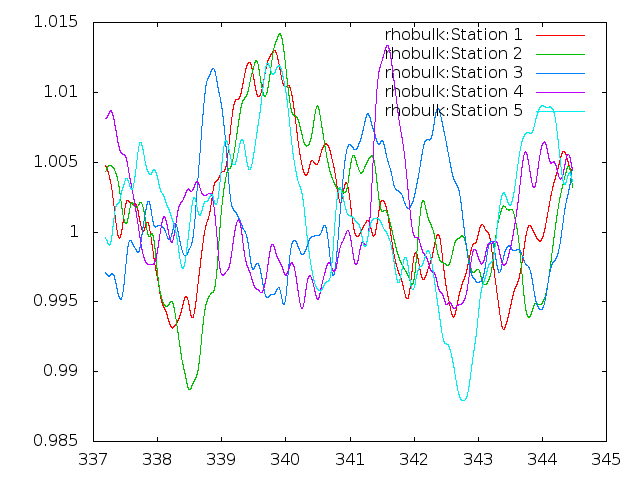 1.015
1.01
1.005
1
0.995
0.99
0.985
337 338 339 340 341 342 343 344 345
rhobulk:Station 1
rhobulk:Station 2
rhobulk:Station 3
rhobulk:Station 4
rhobulk:Station 5